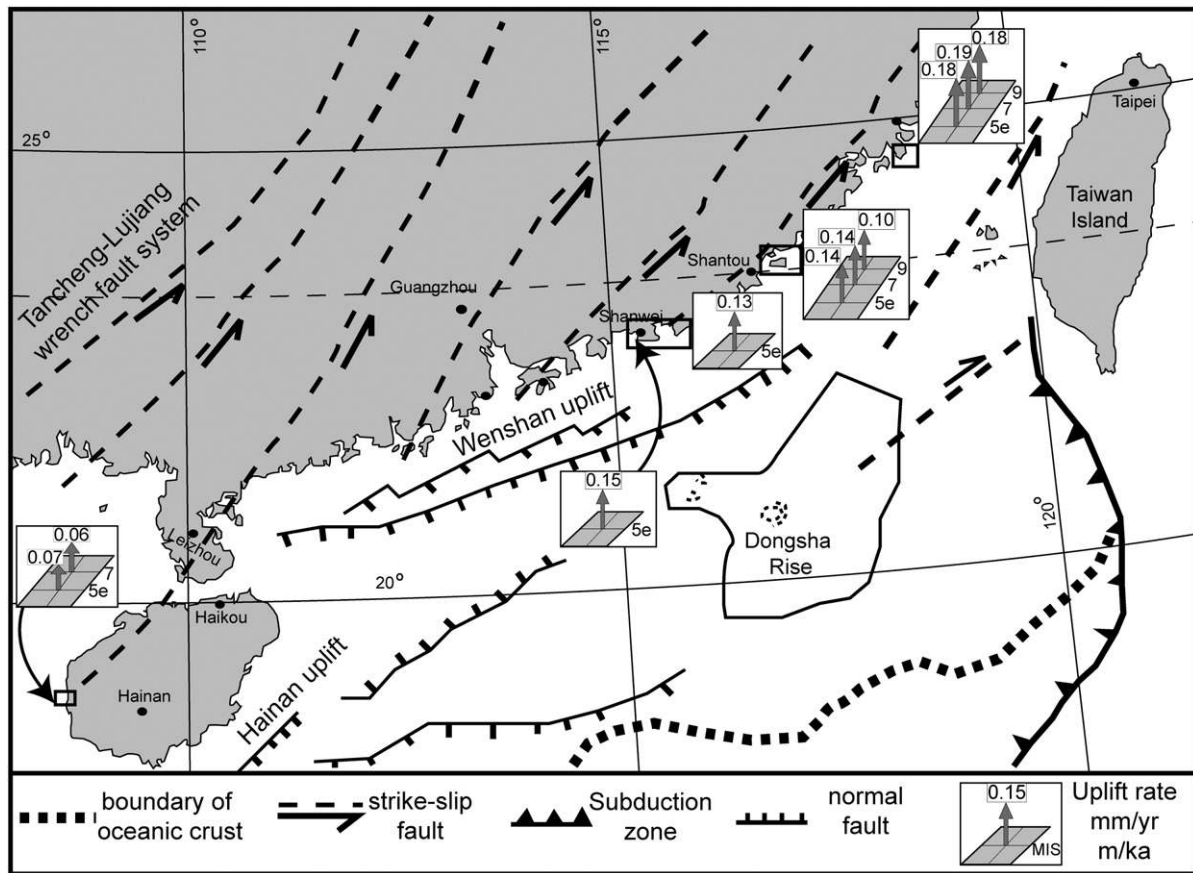 110°
115°
0.18
0.19
0.18
9
7
5e
Taipei
25°
Taiwan
Island
Tancheng-Lujiang
wrench fault system
0.10
0.14
0.14
9
7
5e
Shantou
Guangzhou
0.13
5e
Shanwei
Wenshan uplift
0.15
5e
Dongsha
Rise
120°
0.06
0.07
7
5e
Leizhou
20°
Haikou
Hainan
Hainan uplift
boundary of
oceanic crust
strike-slip
fault
Subduction
zone
normal
fault
0.15
MIS
Uplift rate
mm/yr
m/ka